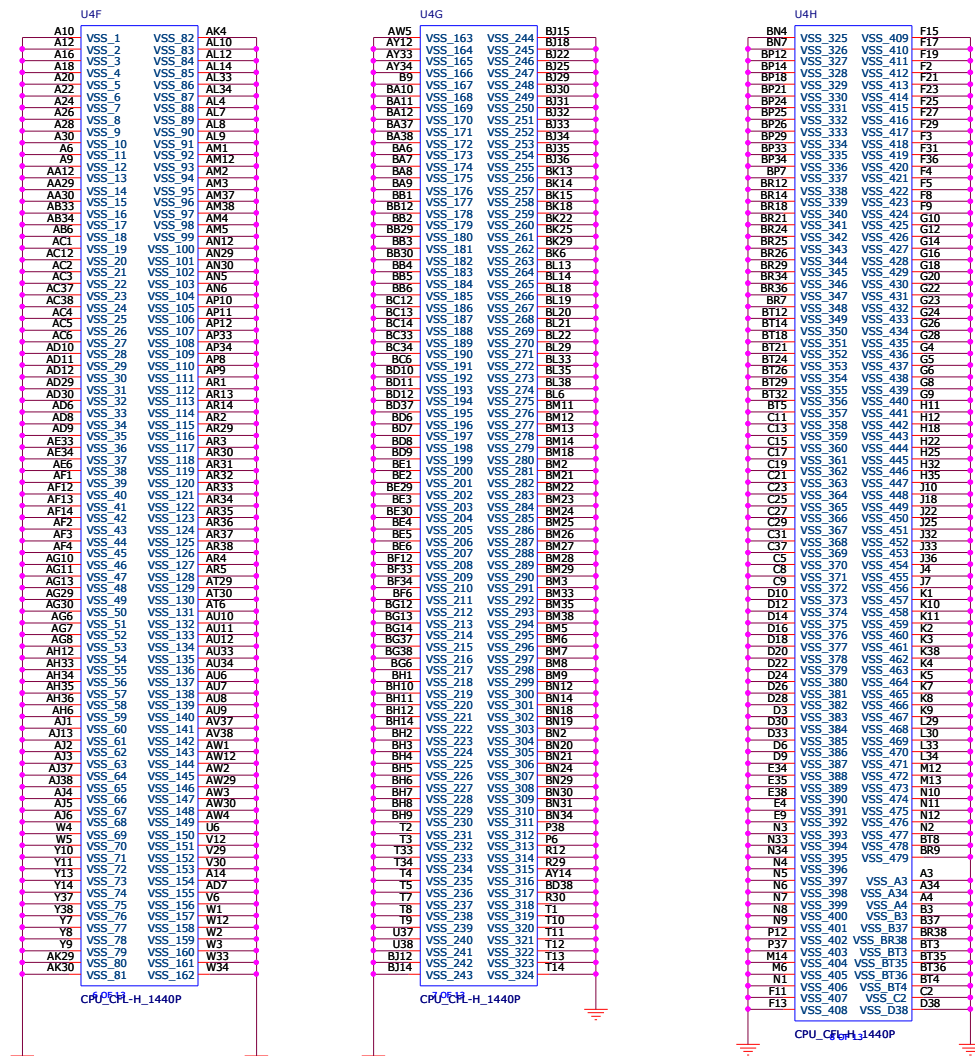 U4F
A10 VSS_1 VSS_82 AK4
A12 VSS_2 VSS_83 AL10
A16 VSS_3 VSS_84 AL12
A18 VSS_4 VSS_85 AL14
A20 VSS_5 VSS_86 AL33
A22 VSS_6 VSS_87 AL34
A24 VSS_7 VSS_88 AL4
A26 VSS_8 VSS_89 AL7
A28 VSS_9 VSS_90 AL8
A30 VSS_10 VSS_91 AL9
A6 VSS_11 VSS_92 AM1
A9 VSS_12 VSS_93 AM12
AA12 VSS_13 VSS_94 AM2
AA29 VSS_14 VSS_95 AM3
AA30 VSS_15 VSS_96 AM37
AB33 VSS_16 VSS_97 AM38
AB34 VSS_17 VSS_98 AM4
AB6 VSS_18 VSS_99 AM5
AC1 VSS_19 VSS_100 AN12
AC12 VSS_20 VSS_101 AN29
AC2 VSS_21 VSS_102 AN30
AC3 VSS_22 VSS_103 AN5
AC37 VSS_23 VSS_104 AN6
AC38 VSS_24 VSS_105 AP10
AC4 VSS_25 VSS_106 AP11
AC5 VSS_26 VSS_107 AP12
AC6 VSS_27 VSS_108 AP33
AD10 VSS_28 VSS_109 AP34
AD11 VSS_29 VSS_110 AP8
AD12 VSS_30 VSS_111 AP9
AD29 VSS_31 VSS_112 AR1
AD30 VSS_32 VSS_113 AR13
AD6 VSS_33 VSS_114 AR14
AD8 VSS_34 VSS_115 AR2
AD9 VSS_35 VSS_116 AR29
AE33 VSS_36 VSS_117 AR3
AE34 VSS_37 VSS_118 AR30
AE6 VSS_38 VSS_119 AR31
AF1 VSS_39 VSS_120 AR32
AF12 VSS_40 VSS_121 AR33
AF13 VSS_41 VSS_122 AR34
AF14 VSS_42 VSS_123 AR35
AF2 VSS_43 VSS_124 AR36
AF3 VSS_44 VSS_125 AR37
AF4 VSS_45 VSS_126 AR38
AG10 VSS_46 VSS_127 AR4
AG11 VSS_47 VSS_128 AR5
AG13 VSS_48 VSS_129 AT29
AG29 VSS_49 VSS_130 AT30
AG30 VSS_50 VSS_131 AT6
AG6 VSS_51 VSS_132 AU10
AG7 VSS_52 VSS_133 AU11
AG8 VSS_53 VSS_134 AU12
AH12 VSS_54 VSS_135 AU33
AH33 VSS_55 VSS_136 AU34
AH34 VSS_56 VSS_137 AU6
AH35 VSS_57 VSS_138 AU7
AH36 VSS_58 VSS_139 AU8
AH6 VSS_59 VSS_140 AU9
AJ1 VSS_60 VSS_141 AV37
AJ13 VSS_61 VSS_142 AV38
AJ2 VSS_62 VSS_143 AW1
AJ3 VSS_63 VSS_144 AW12
AJ37 VSS_64 VSS_145 AW2
AJ38 VSS_65 VSS_146 AW29
AJ4 VSS_66 VSS_147 AW3
AJ5 VSS_67 VSS_148 AW30
AJ6 VSS_68 VSS_149 AW4
W4 VSS_69 VSS_150 U6
W5 VSS_70 VSS_151 V12
Y10 VSS_71 VSS_152 V29
Y11 VSS_72 VSS_153 V30
Y13 VSS_73 VSS_154 A14
Y14 VSS_74 VSS_155 AD7
Y37 VSS_75 VSS_156 V6
Y38 VSS_76 VSS_157 W1
Y7 VSS_77 VSS_158 W12
Y8 VSS_78 VSS_159 W2
Y9 VSS_79 VSS_160 W3
AK29 VSS_80 VSS_161 W33
AK30 VSS_81 VSS_162 W34
6 OF 13
CPU_CFL-H_1440P
U4G
AW5 VSS_163 VSS_244 BJ15
AY12 VSS_164 VSS_245 BJ18
AY33 VSS_165 VSS_246 BJ22
AY34 VSS_166 VSS_247 BJ25
B9 VSS_167 VSS_248 BJ29
BA10 VSS_168 VSS_249 BJ30
BA11 VSS_169 VSS_250 BJ31
BA12 VSS_170 VSS_251 BJ32
BA37 VSS_171 VSS_252 BJ33
BA38 VSS_172 VSS_253 BJ34
BA6 VSS_173 VSS_254 BJ35
BA7 VSS_174 VSS_255 BJ36
BA8 VSS_175 VSS_256 BK13
BA9 VSS_176 VSS_257 BK14
BB1 VSS_177 VSS_258 BK15
BB12 VSS_178 VSS_259 BK18
BB2 VSS_179 VSS_260 BK22
BB29 VSS_180 VSS_261 BK25
BB3 VSS_181 VSS_262 BK29
BB30 VSS_182 VSS_263 BK6
BB4 VSS_183 VSS_264 BL13
BB5 VSS_184 VSS_265 BL14
BB6 VSS_185 VSS_266 BL18
BC12 VSS_186 VSS_267 BL19
BC13 VSS_187 VSS_268 BL20
BC14 VSS_188 VSS_269 BL21
BC33 VSS_189 VSS_270 BL22
BC34 VSS_190 VSS_271 BL29
BC6 VSS_191 VSS_272 BL33
BD10 VSS_192 VSS_273 BL35
BD11 VSS_193 VSS_274 BL38
BD12 VSS_194 VSS_275 BL6
BD37 VSS_195 VSS_276 BM11
BD6 VSS_196 VSS_277 BM12
BD7 VSS_197 VSS_278 BM13
BD8 VSS_198 VSS_279 BM14
BD9 VSS_199 VSS_280 BM18
BE1 VSS_200 VSS_281 BM2
BE2 VSS_201 VSS_282 BM21
BE29 VSS_202 VSS_283 BM22
BE3 VSS_203 VSS_284 BM23
BE30 VSS_204 VSS_285 BM24
BE4 VSS_205 VSS_286 BM25
BE5 VSS_206 VSS_287 BM26
BE6 VSS_207 VSS_288 BM27
BF12 VSS_208 VSS_289 BM28
BF33 VSS_209 VSS_290 BM29
BF34 VSS_210 VSS_291 BM3
BF6 VSS_211 VSS_292 BM33
BG12 VSS_212 VSS_293 BM35
BG13 VSS_213 VSS_294 BM38
BG14 VSS_214 VSS_295 BM5
BG37 VSS_215 VSS_296 BM6
BG38 VSS_216 VSS_297 BM7
BG6 VSS_217 VSS_298 BM8
BH1 VSS_218 VSS_299 BM9
BH10 VSS_219 VSS_300 BN12
BH11 VSS_220 VSS_301 BN14
BH12 VSS_221 VSS_302 BN18
BH14 VSS_222 VSS_303 BN19
BH2 VSS_223 VSS_304 BN2
BH3 VSS_224 VSS_305 BN20
BH4 VSS_225 VSS_306 BN21
BH5 VSS_226 VSS_307 BN24
BH6 VSS_227 VSS_308 BN29
BH7 VSS_228 VSS_309 BN30
BH8 VSS_229 VSS_310 BN31
BH9 VSS_230 VSS_311 BN34
T2 VSS_231 VSS_312 P38
T3 VSS_232 VSS_313 P6
T33 VSS_233 VSS_314 R12
T34 VSS_234 VSS_315 R29
T4 VSS_235 VSS_316 AY14
T5 VSS_236 VSS_317 BD38
T7 VSS_237 VSS_318 R30
T8 VSS_238 VSS_319 T1
T9 VSS_239 VSS_320 T10
U37 VSS_240 VSS_321 T11
U38 VSS_241 VSS_322 T12
BJ12 VSS_242 VSS_323 T13
BJ14 VSS_243 VSS_324 T14
7 OF 13
CPU_CFL-H_1440P
U4H
BN4 VSS_325 VSS_409 F15
BN7 VSS_326 VSS_410 F17
BP12 VSS_327 VSS_411 F19
BP14 VSS_328 VSS_412 F2
BP18 VSS_329 VSS_413 F21
BP21 VSS_330 VSS_414 F23
BP24 VSS_331 VSS_415 F25
BP25 VSS_332 VSS_416 F27
BP26 VSS_333 VSS_417 F29
BP29 VSS_334 VSS_418 F3
BP33 VSS_335 VSS_419 F31
BP34 VSS_336 VSS_420 F36
BP7 VSS_337 VSS_421 F4
BR12 VSS_338 VSS_422 F5
BR14 VSS_339 VSS_423 F8
BR18 VSS_340 VSS_424 F9
BR21 VSS_341 VSS_425 G10
BR24 VSS_342 VSS_426 G12
BR25 VSS_343 VSS_427 G14
BR26 VSS_344 VSS_428 G16
BR29 VSS_345 VSS_429 G18
BR34 VSS_346 VSS_430 G20
BR36 VSS_347 VSS_431 G22
BR7 VSS_348 VSS_432 G23
BT12 VSS_349 VSS_433 G24
BT14 VSS_350 VSS_434 G26
BT18 VSS_351 VSS_435 G28
BT21 VSS_352 VSS_436 G4
BT24 VSS_353 VSS_437 G5
BT26 VSS_354 VSS_438 G6
BT29 VSS_355 VSS_439 G8
BT32 VSS_356 VSS_440 G9
BT5 VSS_357 VSS_441 H11
C11 VSS_358 VSS_442 H12
C13 VSS_359 VSS_443 H18
C15 VSS_360 VSS_444 H22
C17 VSS_361 VSS_445 H25
C19 VSS_362 VSS_446 H32
C21 VSS_363 VSS_447 H35
C23 VSS_364 VSS_448 J10
C25 VSS_365 VSS_449 J18
C27 VSS_366 VSS_450 J22
C29 VSS_367 VSS_451 J25
C31 VSS_368 VSS_452 J32
C37 VSS_369 VSS_453 J33
C5 VSS_370 VSS_454 J36
C8 VSS_371 VSS_455 J4
C9 VSS_372 VSS_456 J7
D10 VSS_373 VSS_457 K1
D12 VSS_374 VSS_458 K10
D14 VSS_375 VSS_459 K11
D16 VSS_376 VSS_460 K2
D18 VSS_377 VSS_461 K3
D20 VSS_378 VSS_462 K38
D22 VSS_379 VSS_463 K4
D24 VSS_380 VSS_464 K5
D26 VSS_381 VSS_465 K7
D28 VSS_382 VSS_466 K8
D3 VSS_383 VSS_467 K9
D30 VSS_384 VSS_468 L29
D33 VSS_385 VSS_469 L30
D6 VSS_386 VSS_470 L33
D9 VSS_387 VSS_471 L34
E34 VSS_388 VSS_472 M12
E35 VSS_389 VSS_473 M13
E38 VSS_390 VSS_474 N10
E4 VSS_391 VSS_475 N11
E9 VSS_392 VSS_476 N12
N3 VSS_393 VSS_477 N2
N33 VSS_394 VSS_478 BT8
N34 VSS_395 VSS_479 BR9
N4 VSS_396
N5 VSS_397 VSS_A3 A3
N6 VSS_398 VSS_A34 A34
N7 VSS_399 VSS_A4 A4
N8 VSS_400 VSS_B3 B3
N9 VSS_401 VSS_B37 B37
P12 VSS_402 VSS_BR38 BR38
P37 VSS_403 VSS_BT3 BT3
M14 VSS_404 VSS_BT35 BT35
M6 VSS_405 VSS_BT36 BT36
N1 VSS_406 VSS_BT4 BT4
F11 VSS_407 VSS_C2 C2
F13 VSS_408 VSS_D38 D38
CPU_CFL-H_1440P
8 OF 13